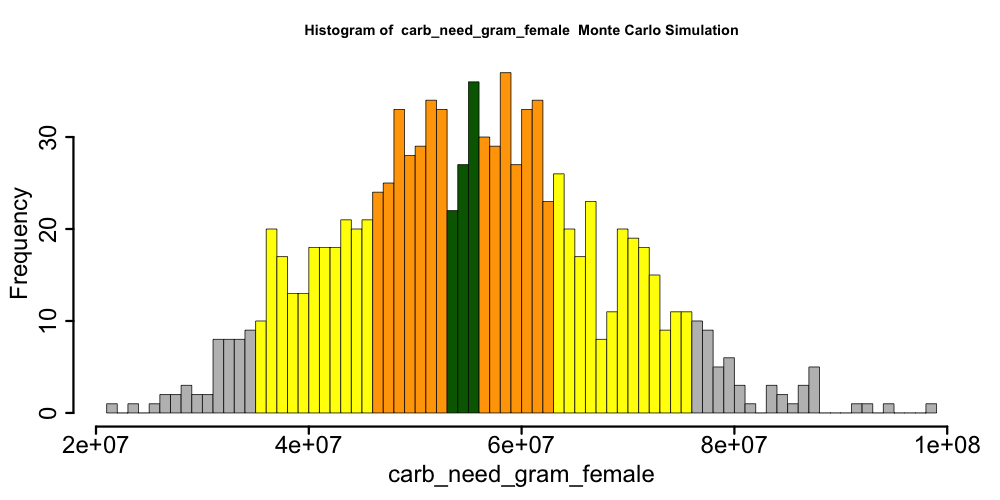 Histogram of  carb_need_gram_female  Monte Carlo Simulation
Frequency
30
20
10
0
2e+07 4e+07 6e+07 8e+07 1e+08
carb_need_gram_female